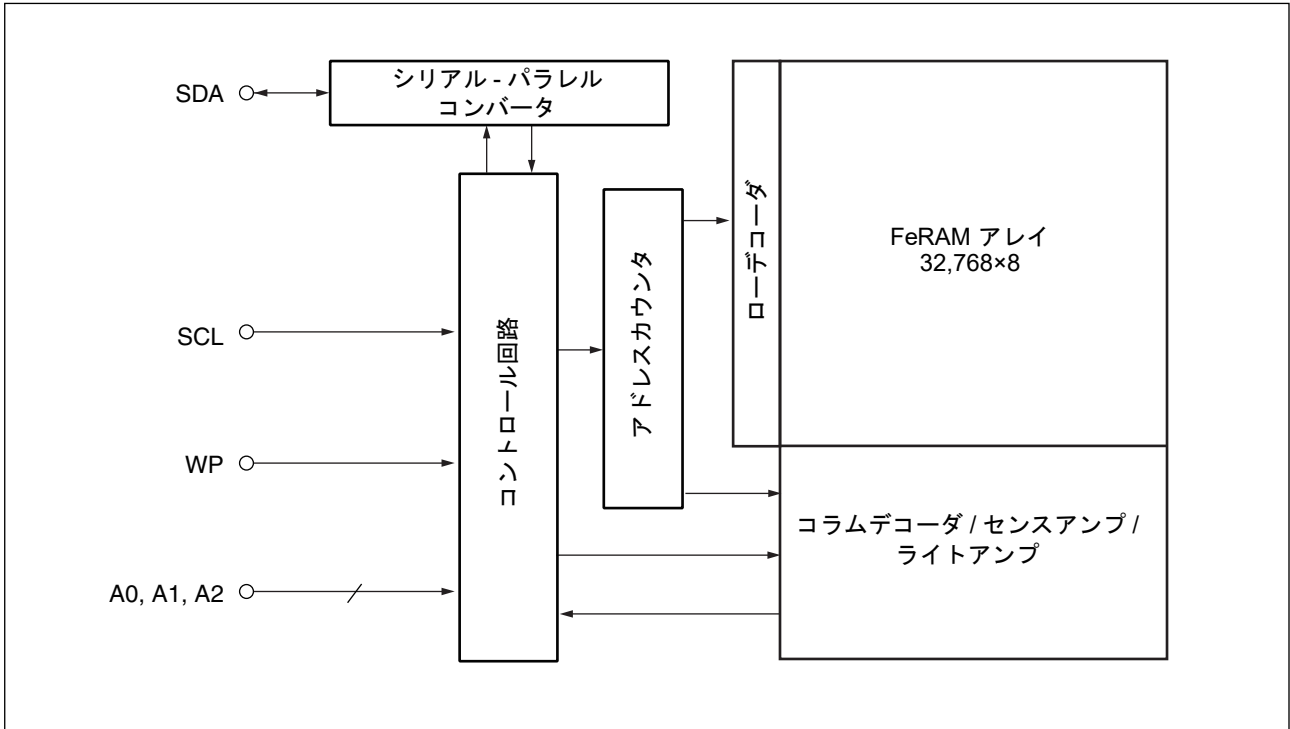 シリアル - パラレル
コンバータ
SDA
ローデコーダ
FeRAM アレイ
32,768×8
アドレスカウンタ
コントロール回路
SCL
WP
コラムデコーダ / センスアンプ /
ライトアンプ
A0, A1, A2